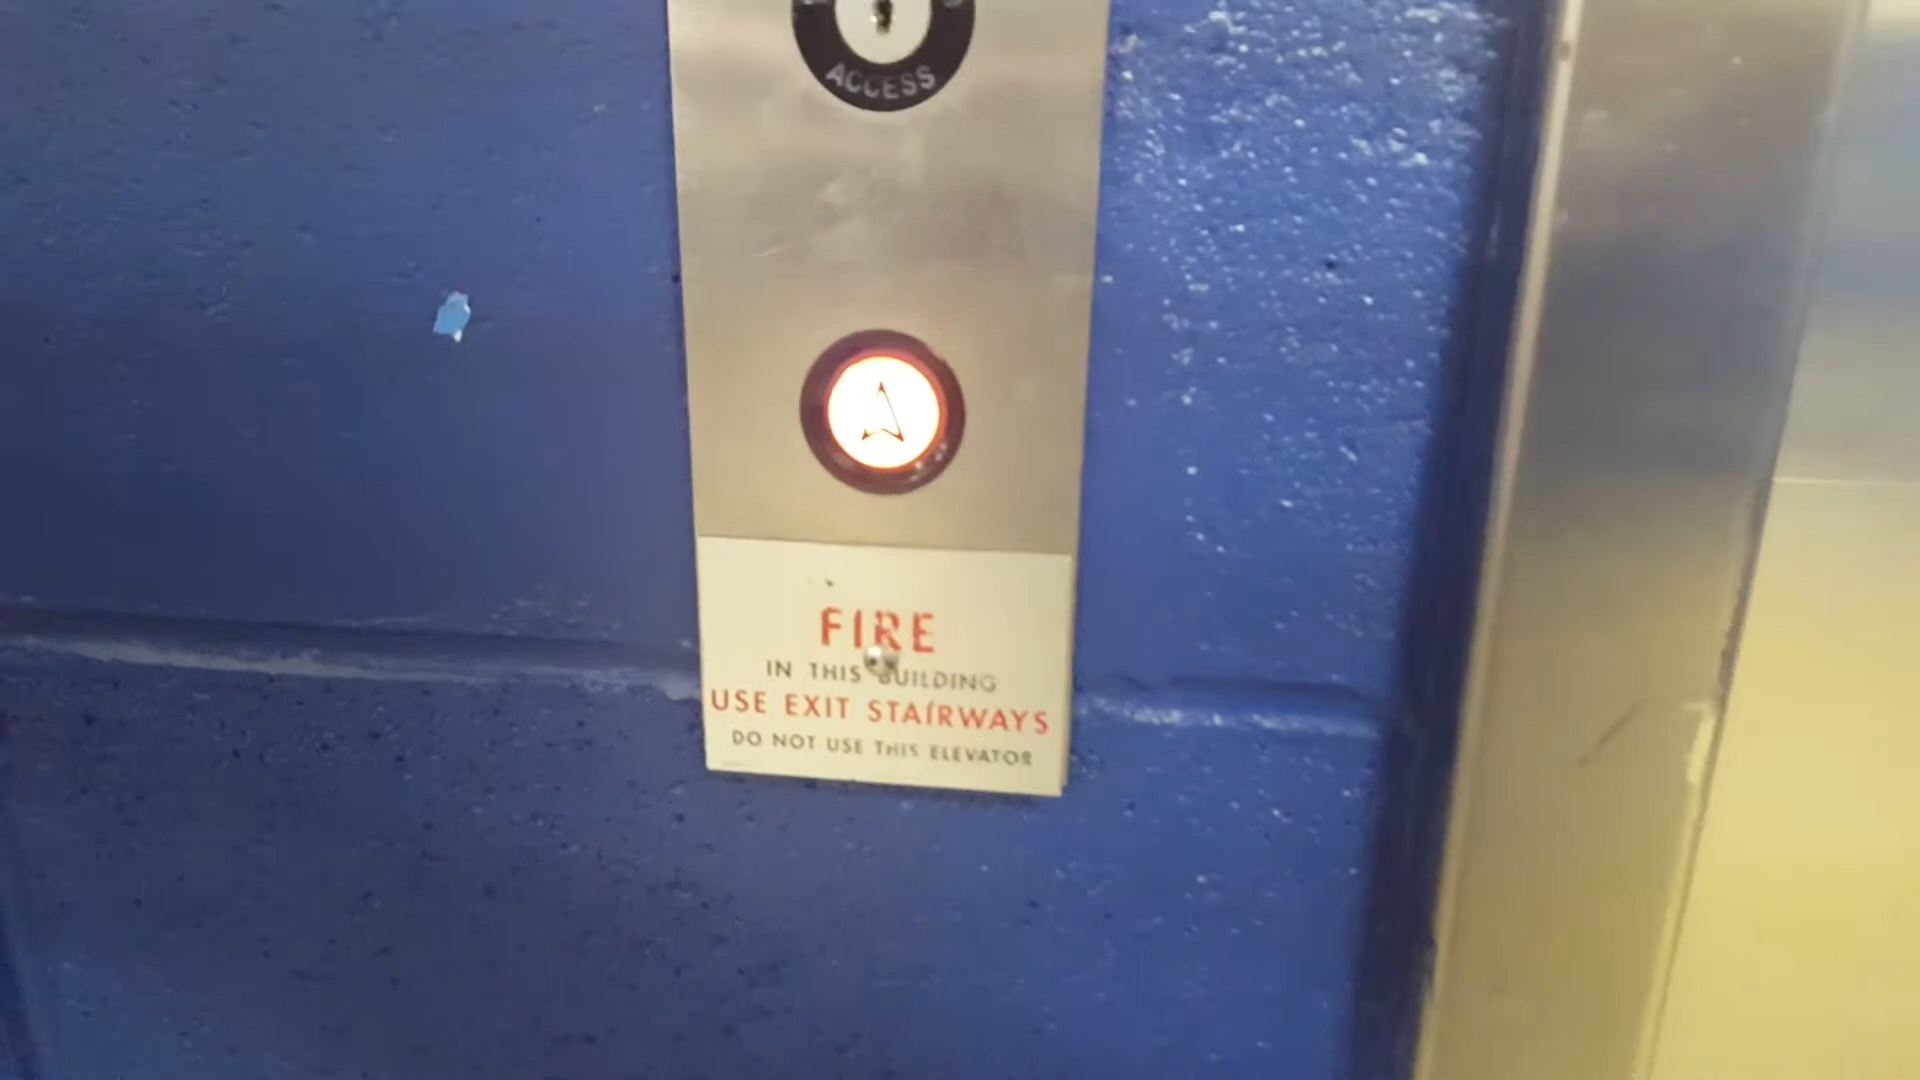 ACCESS
FIRE
IN THIS BUILDING
USE EXIT STAIRWAYS
DO NOT USE THIS ELEVATOR